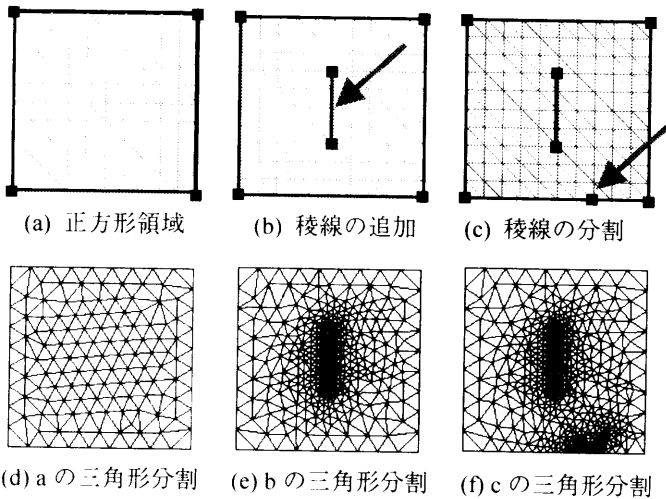 (a) 正方形領域
(b) 稜線の追加
(c) 稜線の分割
(d) a の三角形分割
(e) b の三角形分割
(f) c の三角形分割